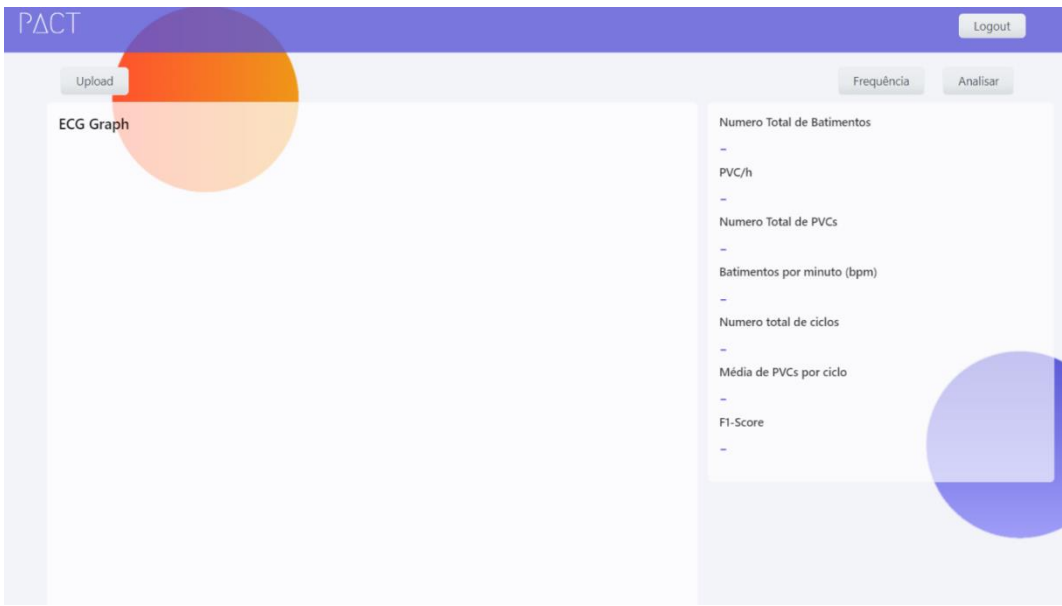 PACT
Logout
Upload
Frequência
Analisar
ECG Graph
Numero Total de Batimentos
-
PVC/h
-
Numero Total de PVCs
-
Batimentos por minuto (bpm)
-
Numero total de ciclos
-
Média de PVCs por ciclo
-
F1-Score
-